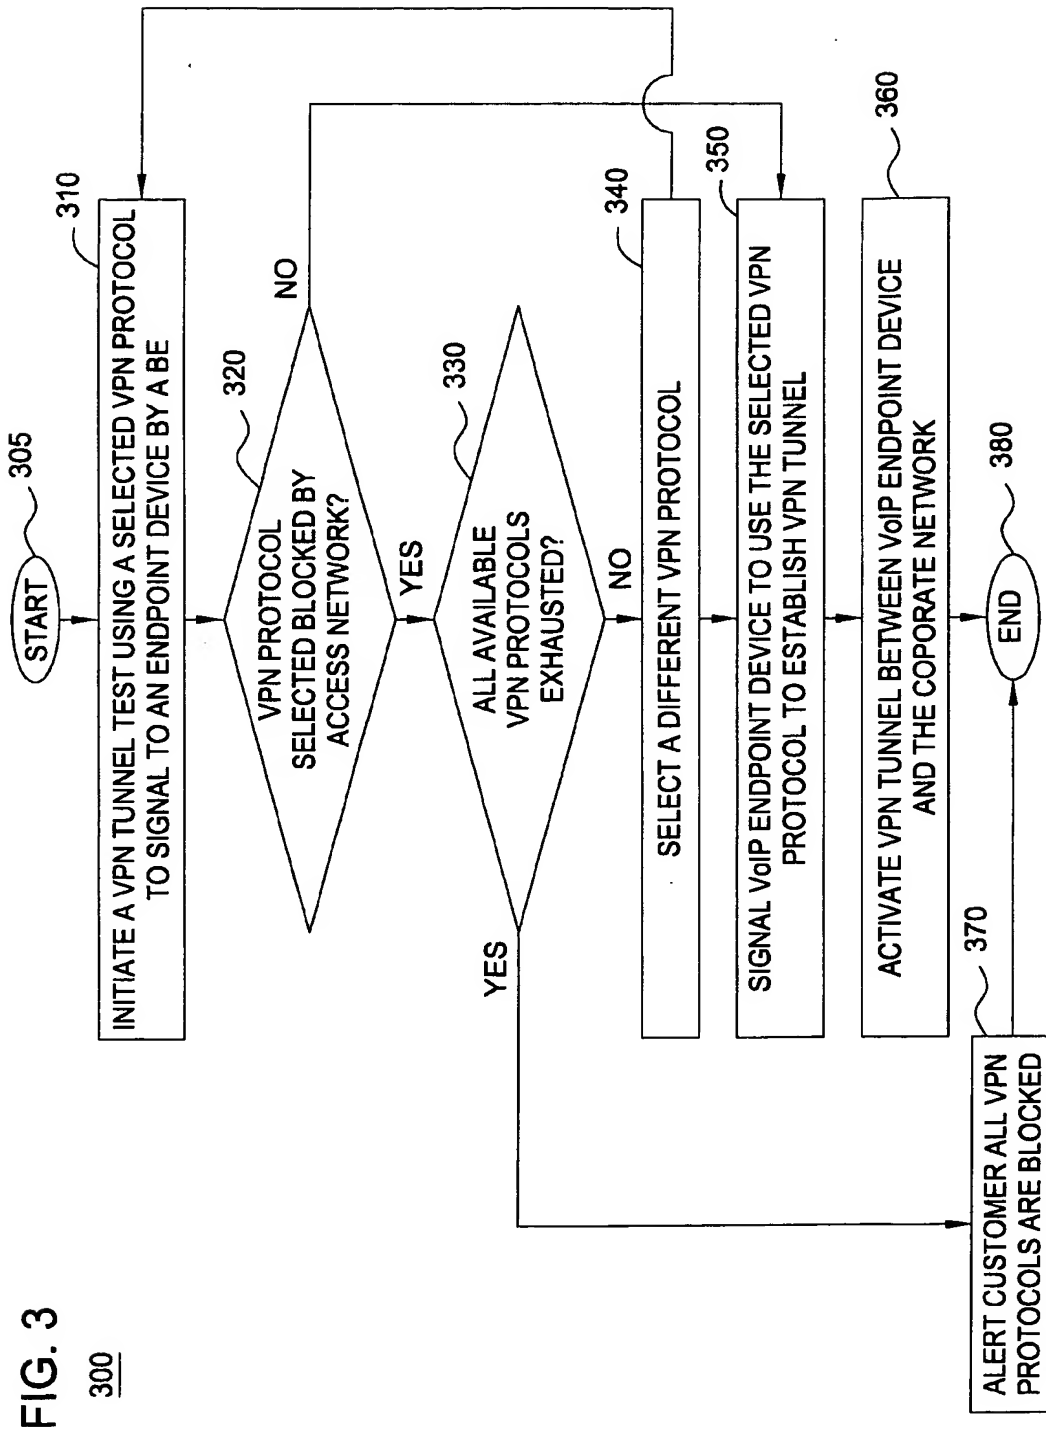 FIG. 3
300
START
305
INITIATE A VPN TUNNEL TEST USING A SELECTED VPN PROTOCOL
TO SIGNAL TO AN ENDPOINT DEVICE BY A BE
310
VPN PROTOCOL
SELECTED BLOCKED BY
ACCESS NETWORK?
320
NO
YES
ALL AVAILABLE
VPN PROTOCOLS
EXHAUSTED?
330
YES
NO
SELECT A DIFFERENT VPN PROTOCOL
340
SIGNAL VoIP ENDPOINT DEVICE TO USE THE SELECTED VPN
PROTOCOL TO ESTABLISH VPN TUNNEL
350
ACTIVATE VPN TUNNEL BETWEEN VoIP ENDPOINT DEVICE
AND THE COPORATE NETWORK
360
ALERT CUSTOMER ALL VPN
PROTOCOLS ARE BLOCKED
370
END
380